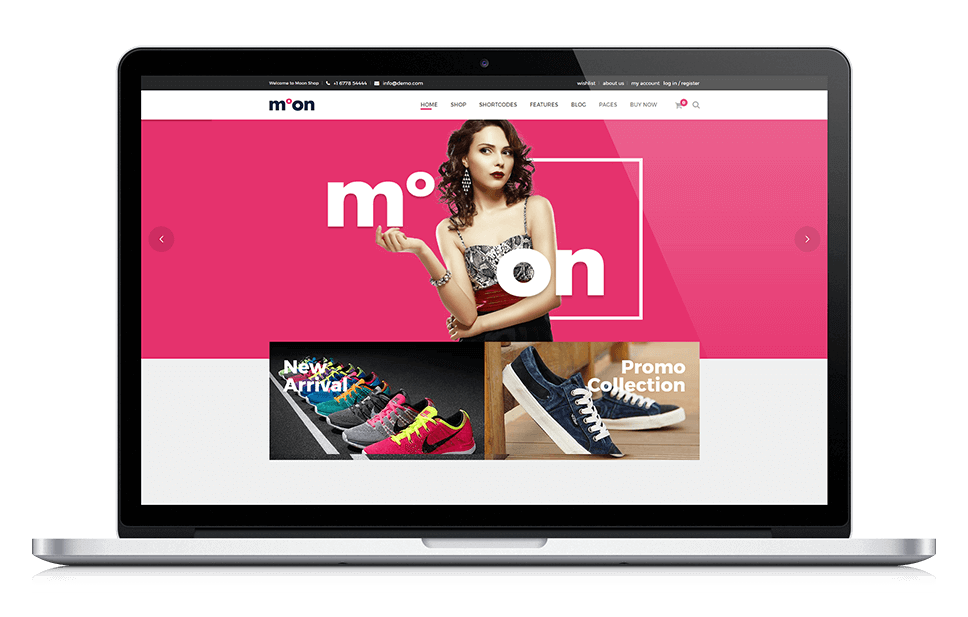 Welcome to Moon Shop +1 6778 54444 info@demo.com wishlist about us my account log in / register
m°on HOME SHOP SHORTCODES FEATURES BLOG PAGES BUY NOW 0
m°
on
New
Arrival
Promo
Collection